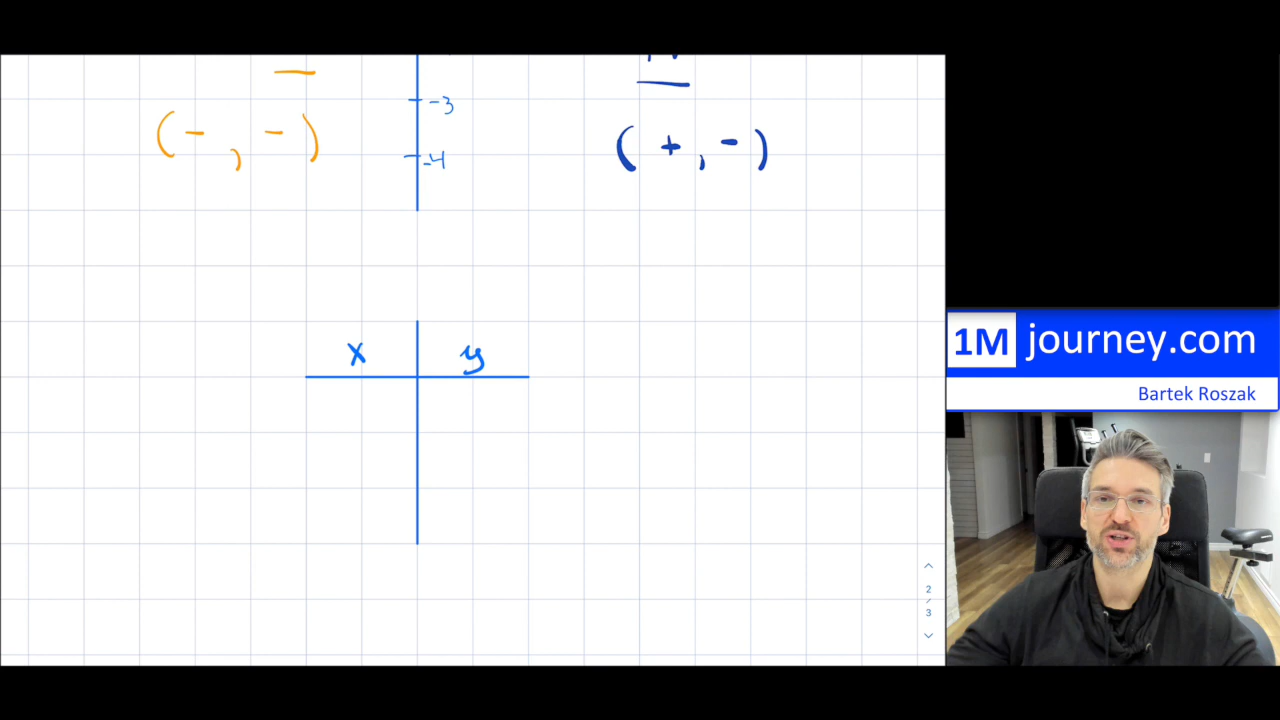 -3
(-, -)
-4
(+, -)
x y
1M journey.com
Bartek Roszak
2
/
3